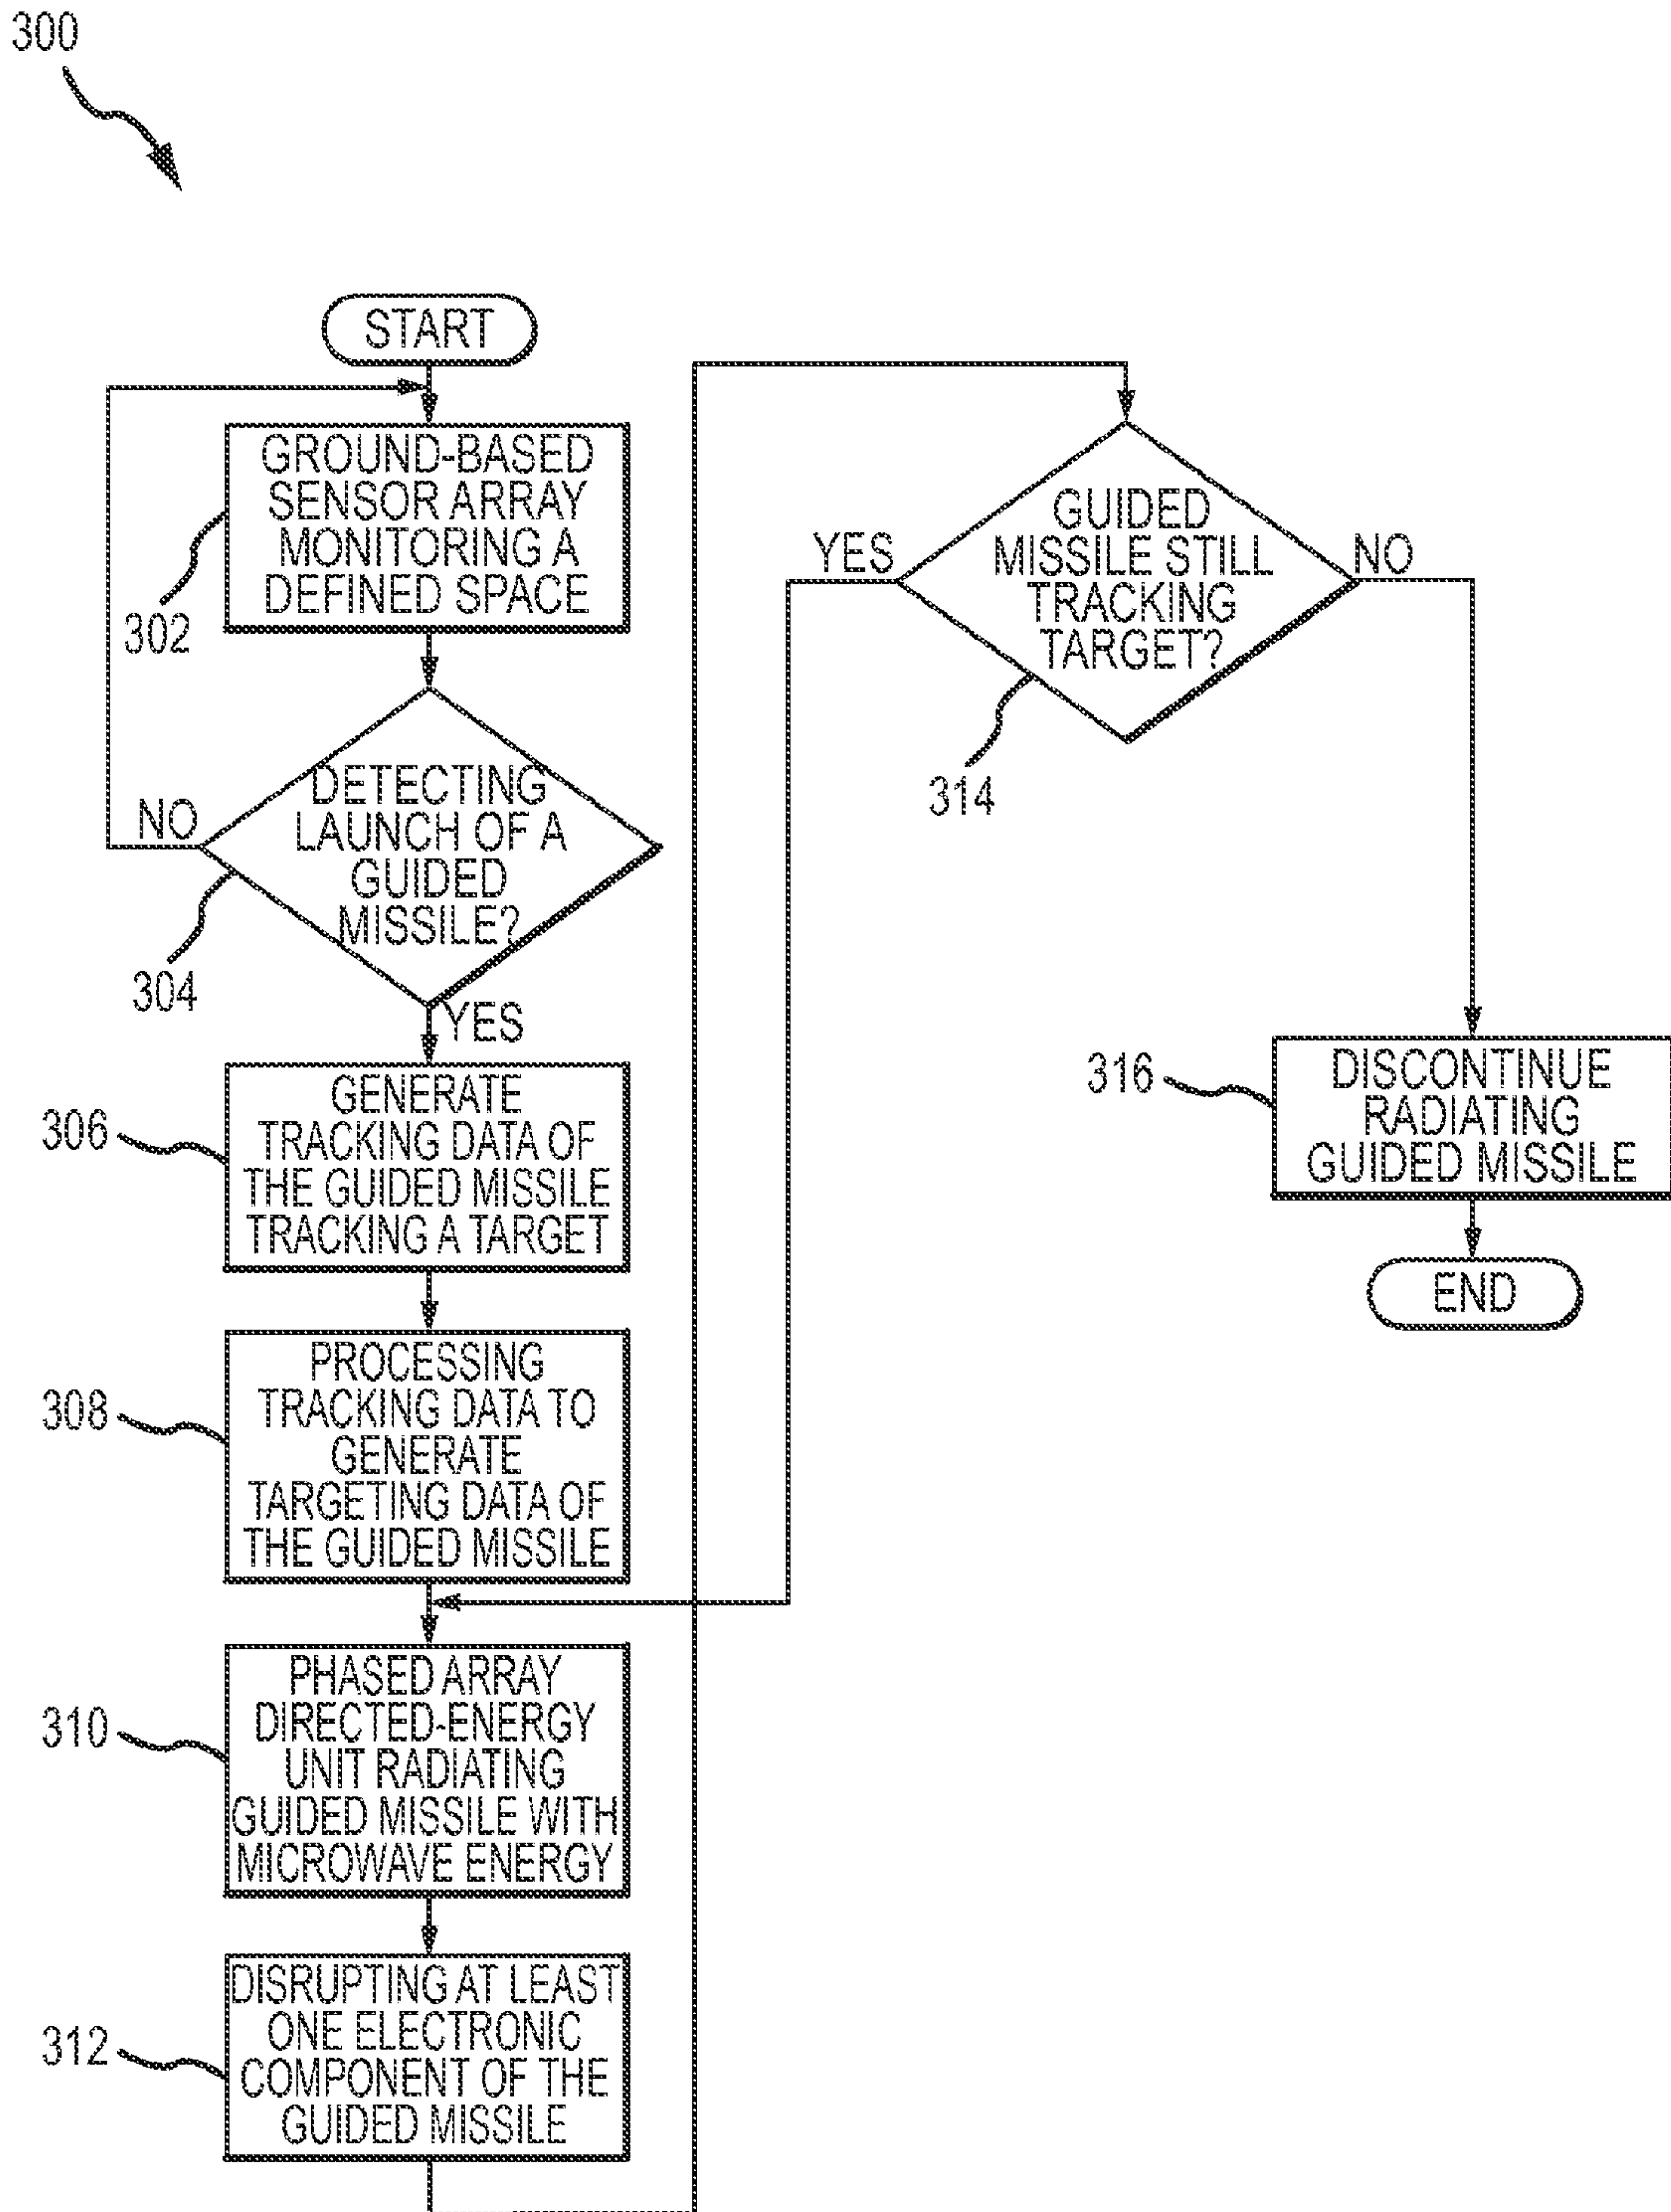 300
START
GROUND-BASED
SENSOR ARRAY
MONITORING A
DEFINED SPACE
302
DETECTING
LAUNCH OF A
GUIDED
MISSILE?
NO
304
YES
GENERATE
TRACKING DATA OF
THE GUIDED MISSILE
TRACKING A TARGET
306
PROCESSING
TRACKING DATA TO
GENERATE
TARGETING DATA OF
THE GUIDED MISSILE
308
PHASED ARRAY
DIRECTED-ENERGY
UNIT RADIATING
GUIDED MISSILE WITH
MICROWAVE ENERGY
310
DISRUPTING AT LEAST
ONE ELECTRONIC
COMPONENT OF THE
GUIDED MISSILE
312
GUIDED
MISSILE STILL
TRACKING
TARGET?
YES
NO
314
DISCONTINUE
RADIATING
GUIDED MISSILE
316
END